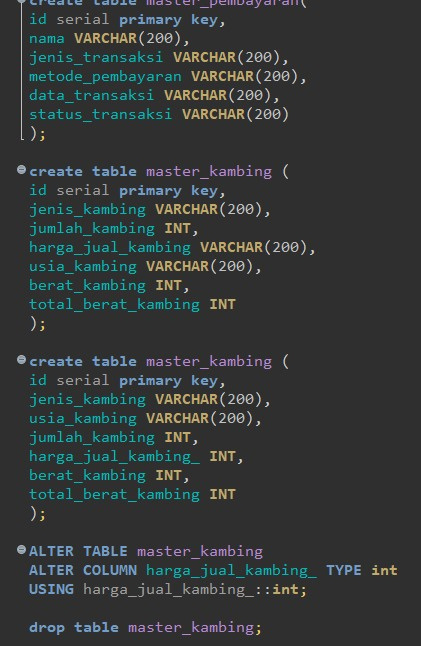 create table master_pembayaran(
id serial primary key,
nama VARCHAR(200),
jenis_transaksi VARCHAR(200),
metode_pembayaran VARCHAR(200),
data_transaksi VARCHAR(200),
status_transaksi VARCHAR(200)
);
create table master_kambing (
id serial primary key,
jenis_kambing VARCHAR(200),
jumlah_kambing INT,
harga_jual_kambing VARCHAR(200),
usia_kambing VARCHAR(200),
berat_kambing INT,
total_berat_kambing INT
);
create table master_kambing (
id serial primary key,
jenis_kambing VARCHAR(200),
usia_kambing VARCHAR(200),
jumlah_kambing INT,
harga_jual_kambing_ INT,
berat_kambing INT,
total_berat_kambing INT
);
ALTER TABLE master_kambing
ALTER COLUMN harga_jual_kambing_ TYPE int
USING harga_jual_kambing_::int;
drop table master_kambing;